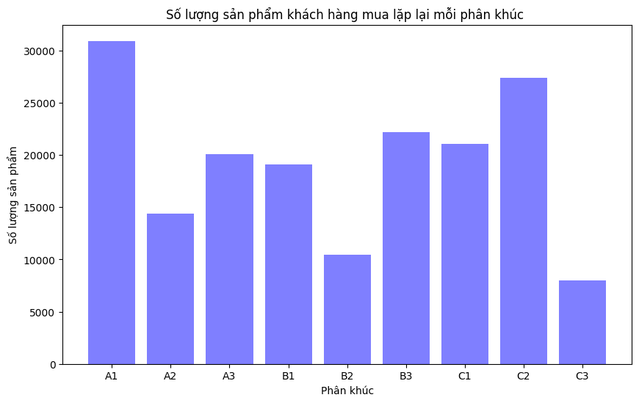 Số lượng sản phẩm khách hàng mua lặp lại mỗi phân khúc
Số lượng sản phẩm
30000
25000
20000
15000
10000
5000
0
A1 A2 A3 B1 B2 B3 C1 C2 C3
Phân khúc